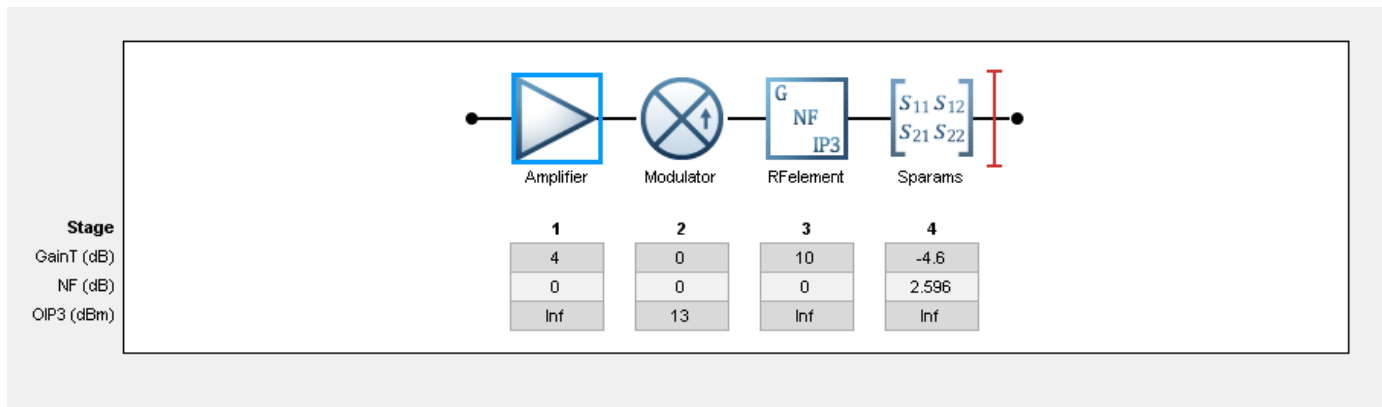 G
NF
IP3
S11 S12
S21 S22
Amplifier Modulator RFelement Sparams
Stage 1 2 3 4
GainT (dB) 4 0 10 -4.6
NF (dB) 0 0 0 2.596
OIP3 (dBm) Inf 13 Inf Inf